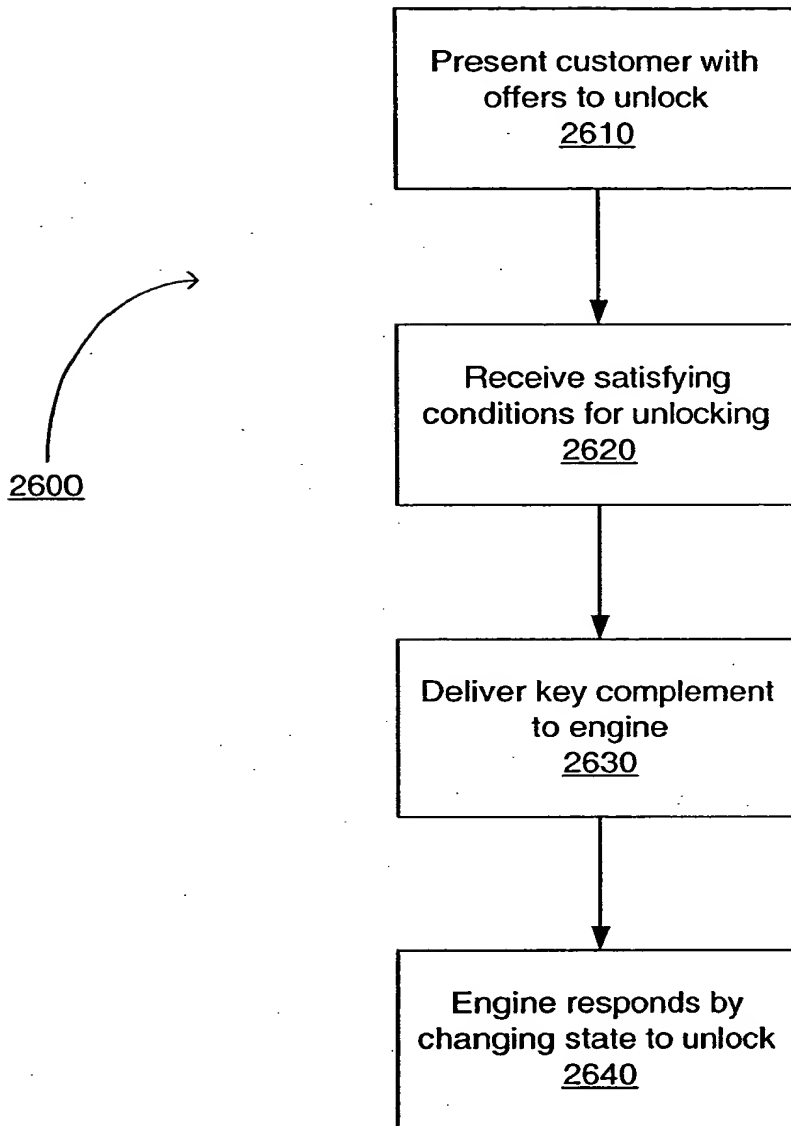 Present customer with
offers to unlock
2610
2600
Receive satisfying
conditions for unlocking
2620
Deliver key complement
to engine
2630
Engine responds by
changing state to unlock
2640